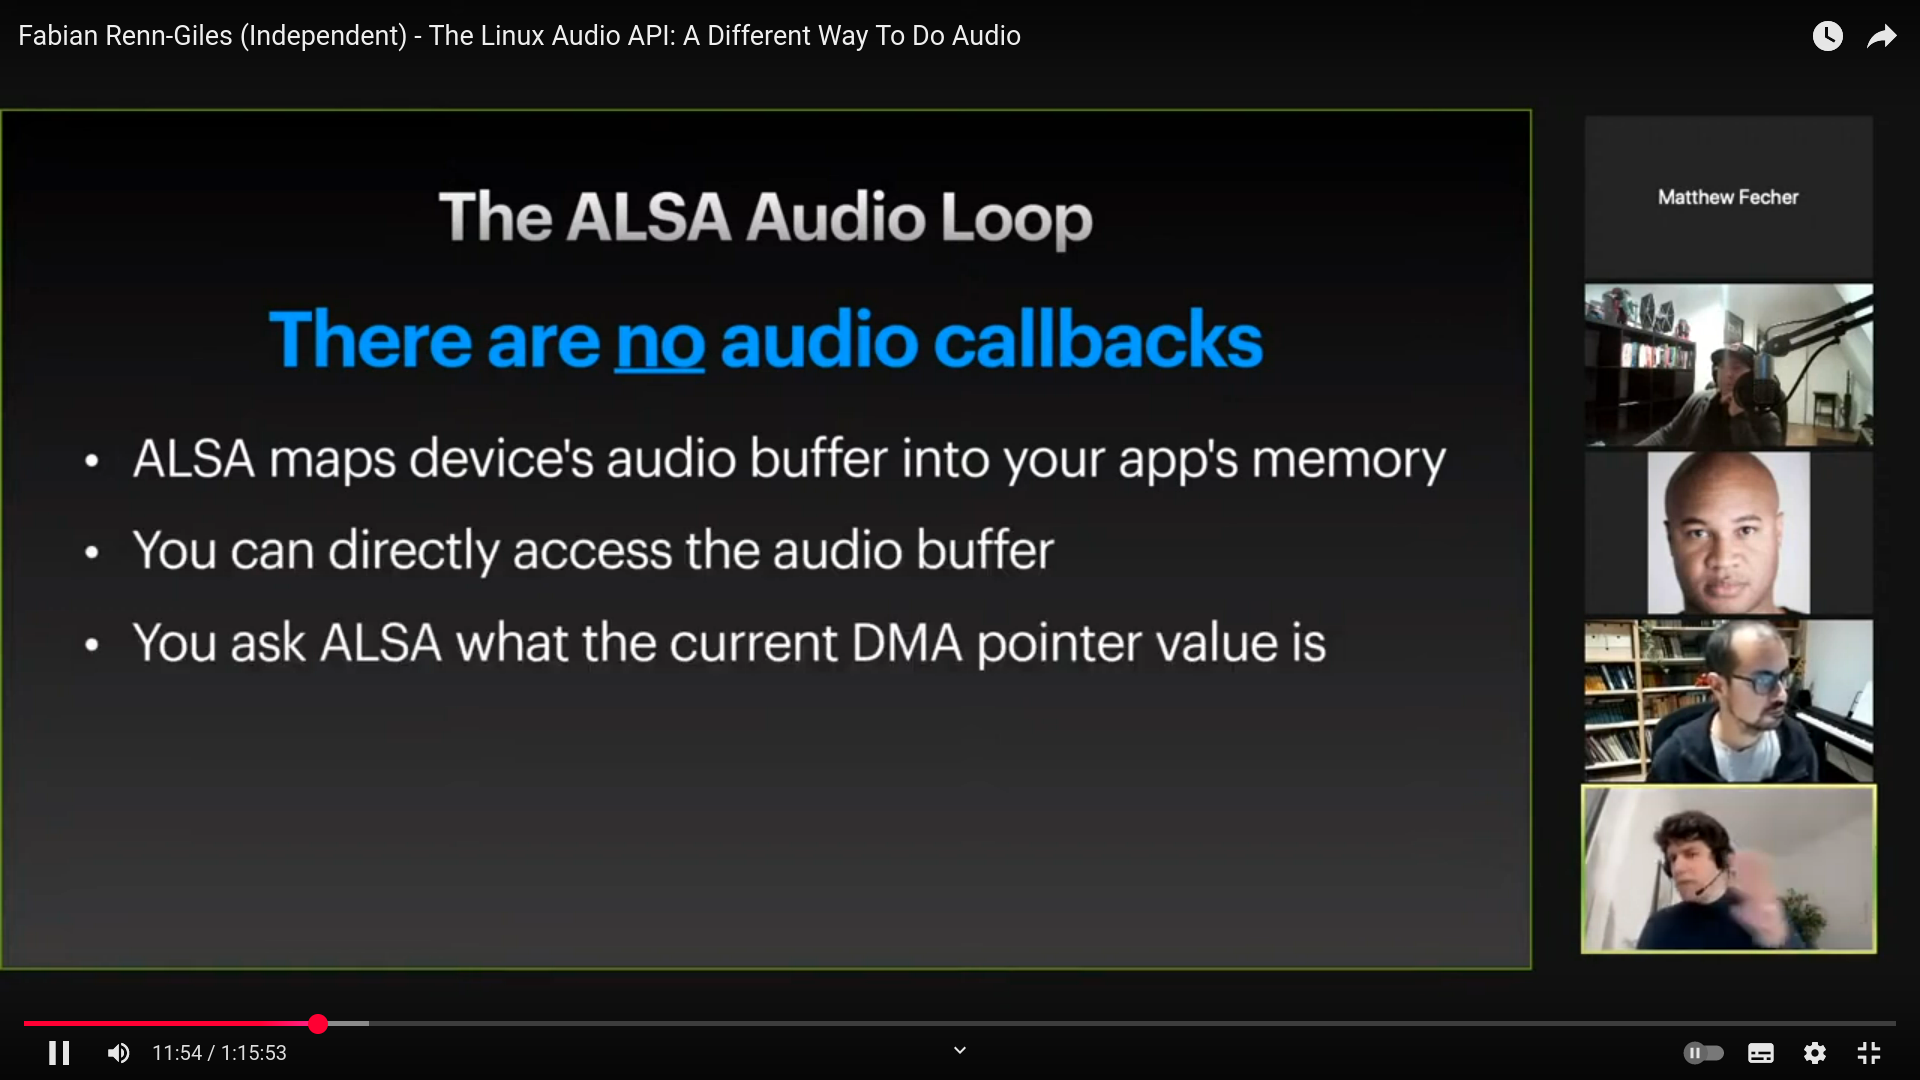 Fabian Renn-Giles (Independent) - The Linux Audio API: A Different Way To Do Audio
The ALSA Audio Loop
There are no audio callbacks
• ALSA maps device's audio buffer into your app's memory
• You can directly access the audio buffer
• You ask ALSA what the current DMA pointer value is
Matthew Fecher
11:54 / 1:15:53